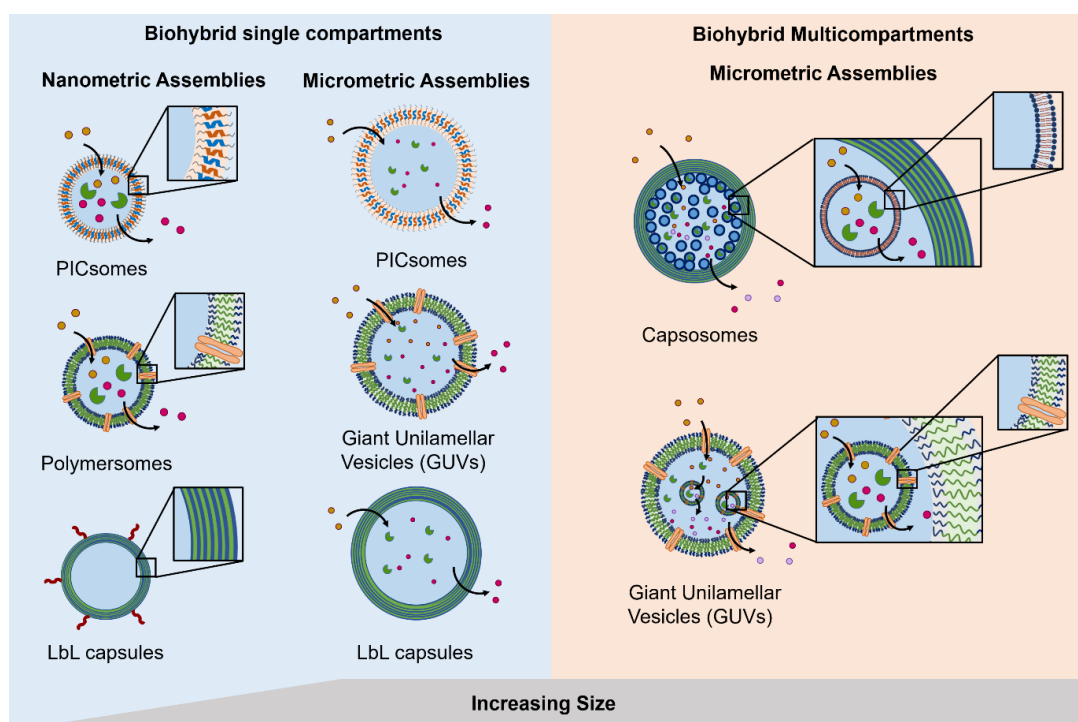 Biohybrid single compartments
Biohybrid Multicompartments
Nanometric Assemblies
Micrometric Assemblies
Micrometric Assemblies
PICsomes
PICsomes
Capsosomes
Polymersomes
Giant Unilamellar
Vesicles (GUVs)
Giant Unilamellar
Vesicles (GUVs)
LbL capsules
LbL capsules
Increasing Size